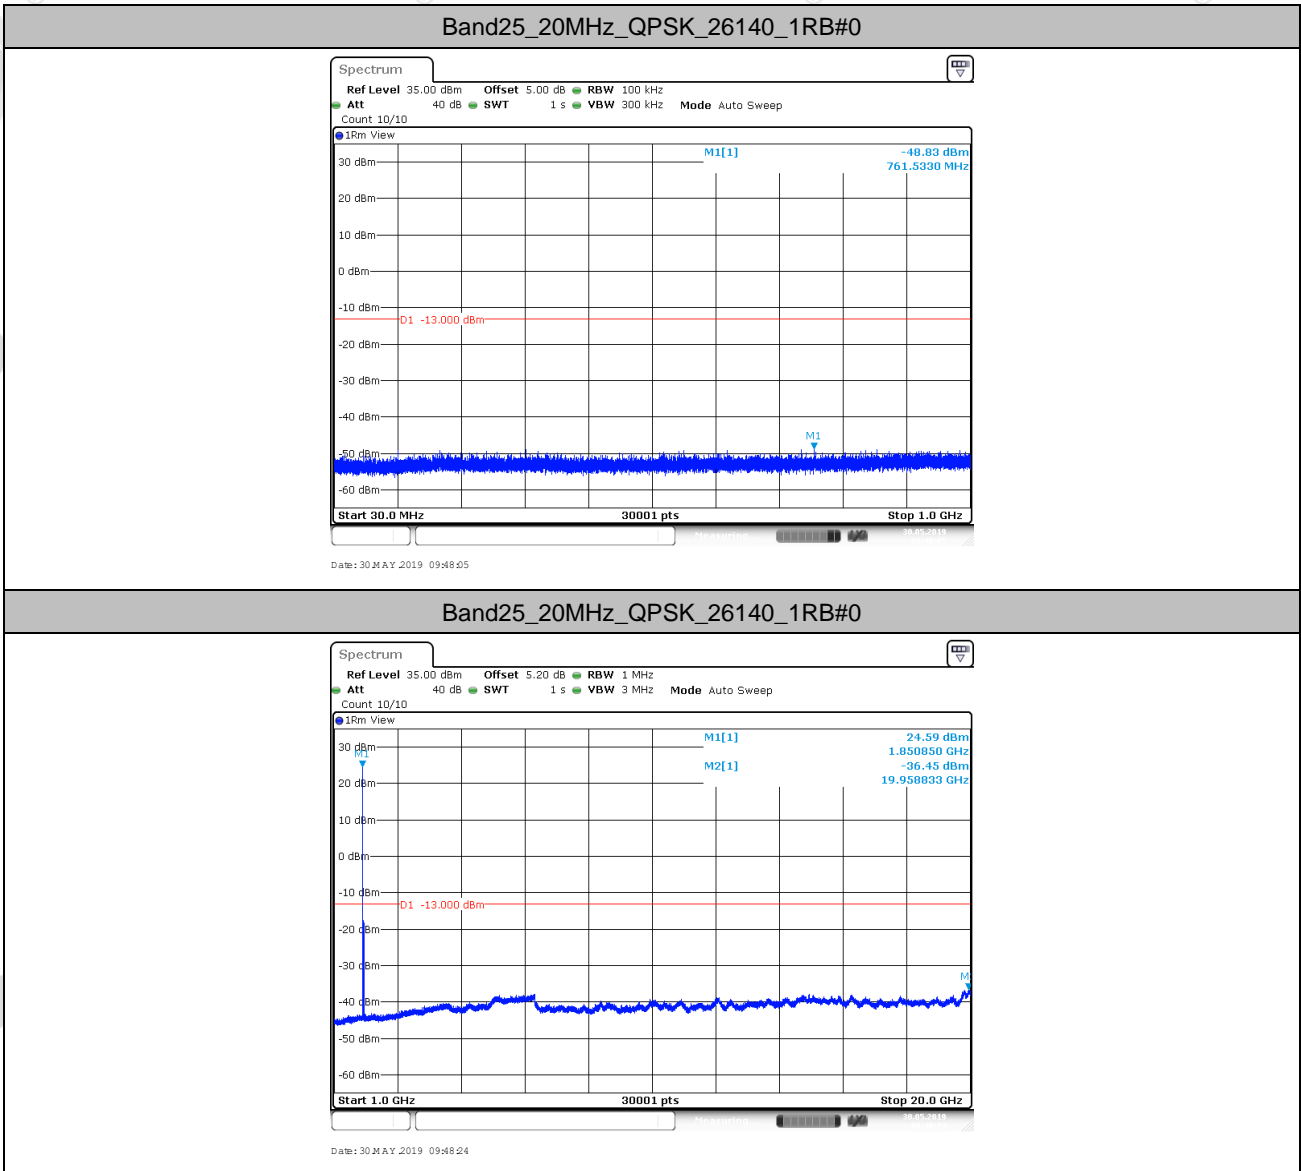 Band25_20MHz_QPSK_26140_1RB#0
Spectrum
Ref Level 35.00 dBm Offset 5.00 dB RBW 100 kHz
Att 40 dB SWT 1 s VBW 300 kHz Mode Auto Sweep
Count 10/10
1Rm View
M1[1] -48.83 dBm
761.5330 MHz
30 dBm
20 dBm
10 dBm
0 dBm
-10 dBm
D1 -13.000 dBm
-20 dBm
-30 dBm
-40 dBm
M1
-50 dBm
-60 dBm
Start 30.0 MHz 30001 pts Stop 1.0 GHz
Measuring 30.05.2019
Date: 30.MAY.2019 09:48:05
Band25_20MHz_QPSK_26140_1RB#0
Spectrum
Ref Level 35.00 dBm Offset 5.20 dB RBW 1 MHz
Att 40 dB SWT 1 s VBW 3 MHz Mode Auto Sweep
Count 10/10
1Rm View
M1[1] 24.59 dBm
1.850850 GHz
M2[1] -36.45 dBm
19.958833 GHz
30 dBm
M1
20 dBm
10 dBm
0 dBm
-10 dBm
D1 -13.000 dBm
-20 dBm
-30 dBm
M
-40 dBm
-50 dBm
-60 dBm
Start 1.0 GHz 30001 pts Stop 20.0 GHz
Measuring 30.05.2019
Date: 30.MAY.2019 09:48:24